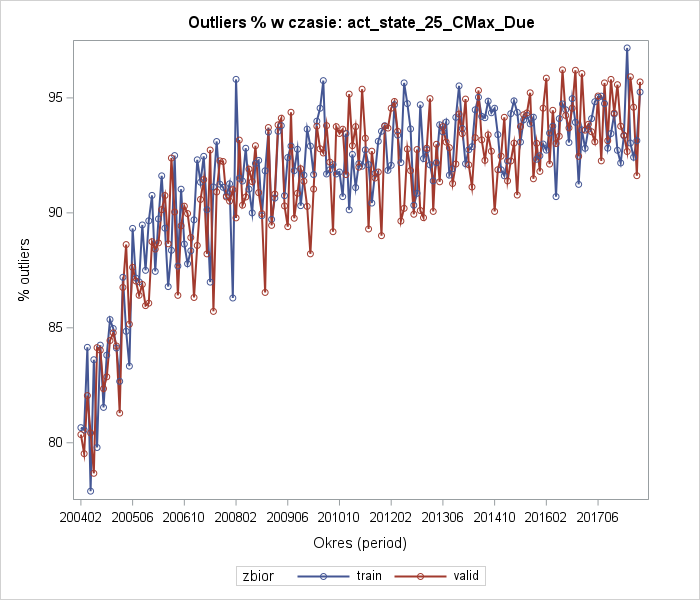 Outliers % w czasie: act_state_25_CMax_Due
95
90
85
80
% outliers
200402 200506 200610 200802 200906 201010 201202 201306 201410 201602 201706
Okres (period)
zbior train valid